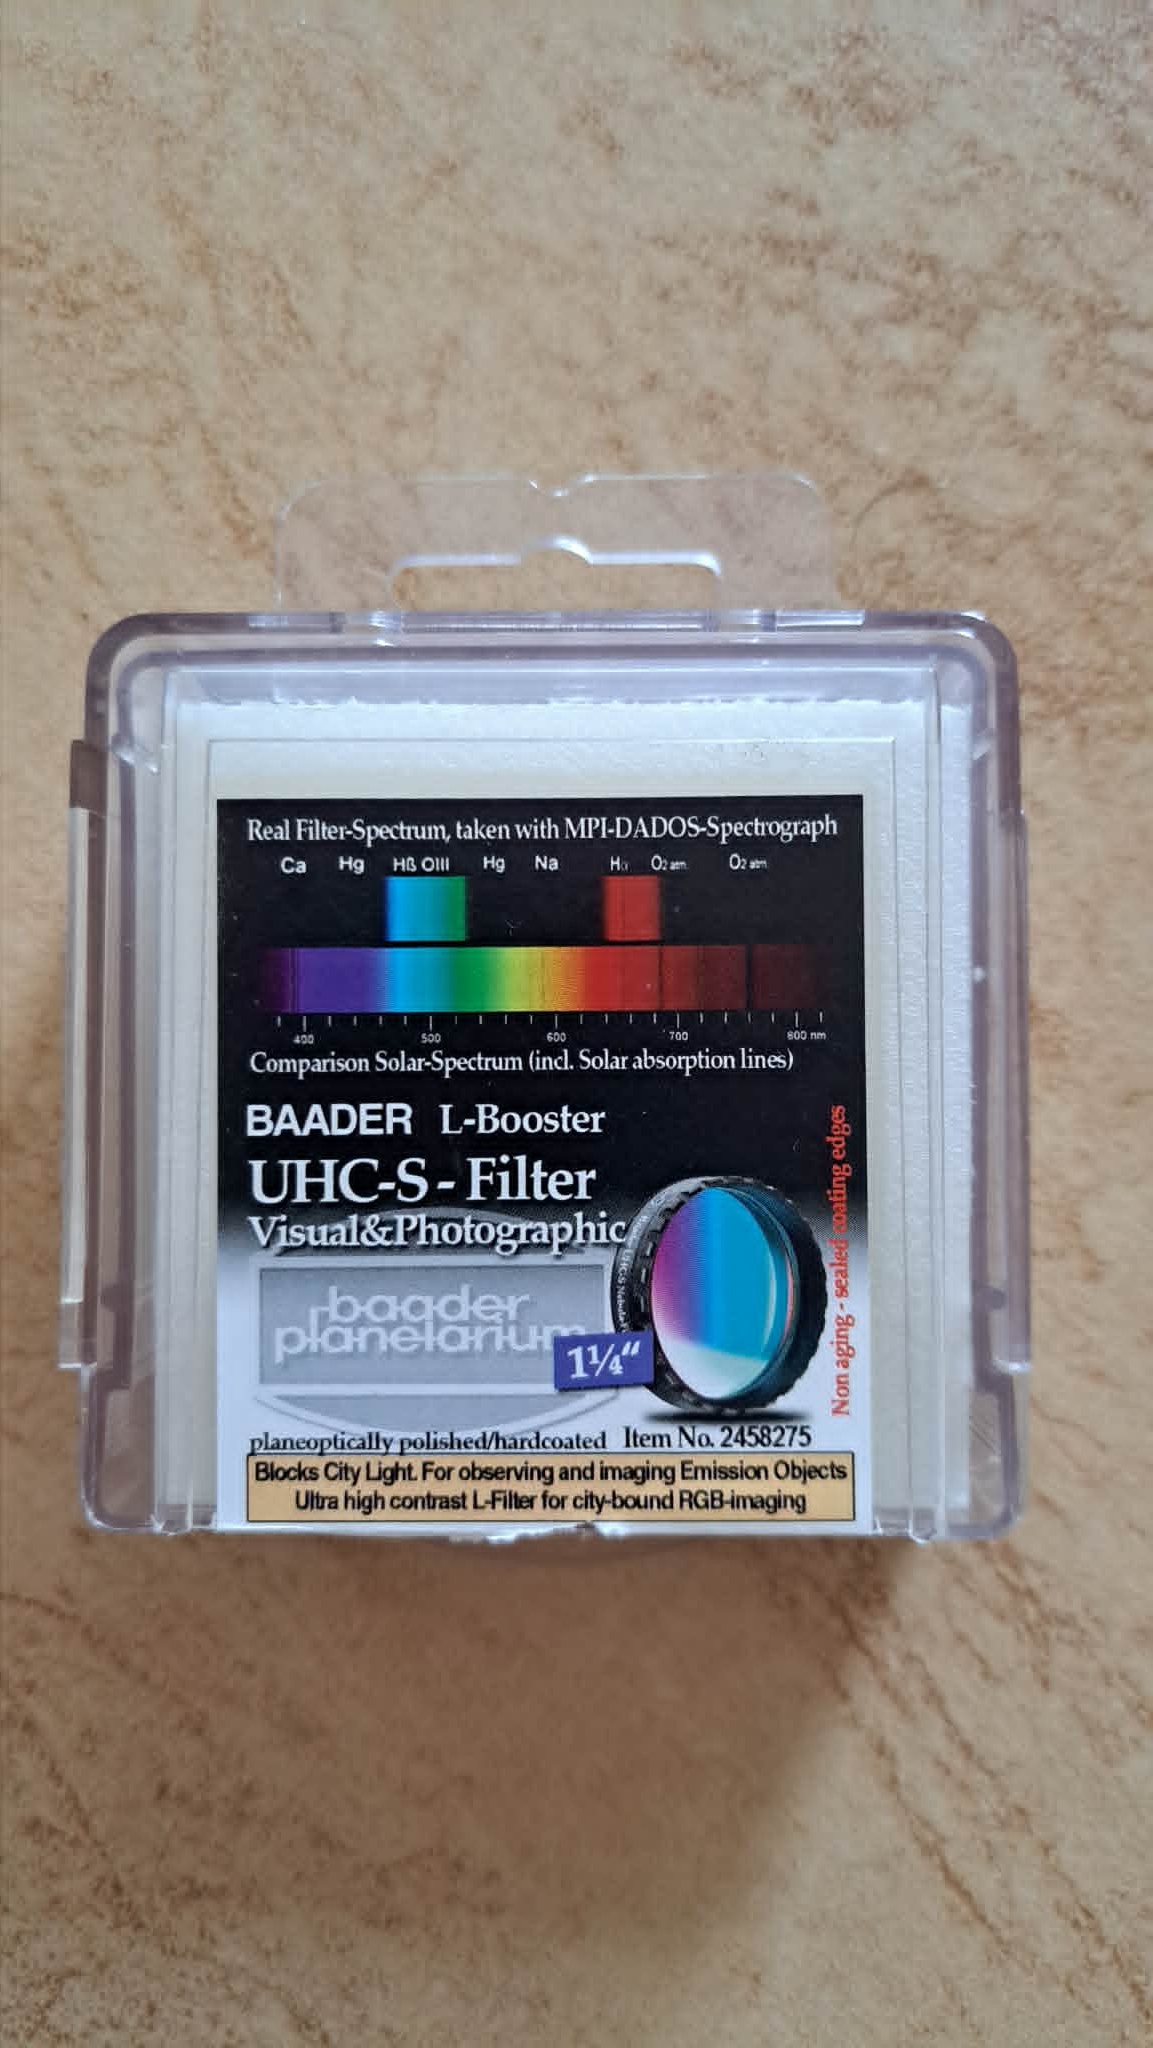 Real Filter-Spectrum, taken with MPI-DADOS-Spectrograph
Ca Hg Hß OIII Hg Na Hα O2 atm. O2 atm.
400 500 600 700 800 nm
Comparison Solar-Spectrum (incl. Solar absorption lines)
BAADER L-Booster
UHC-S - Filter
Visual&Photographic
baader
planetarium
1¼“
Non aging - sealed coating edges
planeoptically polished/hardcoated Item No. 2458275
Blocks City Light. For observing and imaging Emission Objects
Ultra high contrast L-Filter for city-bound RGB-imaging